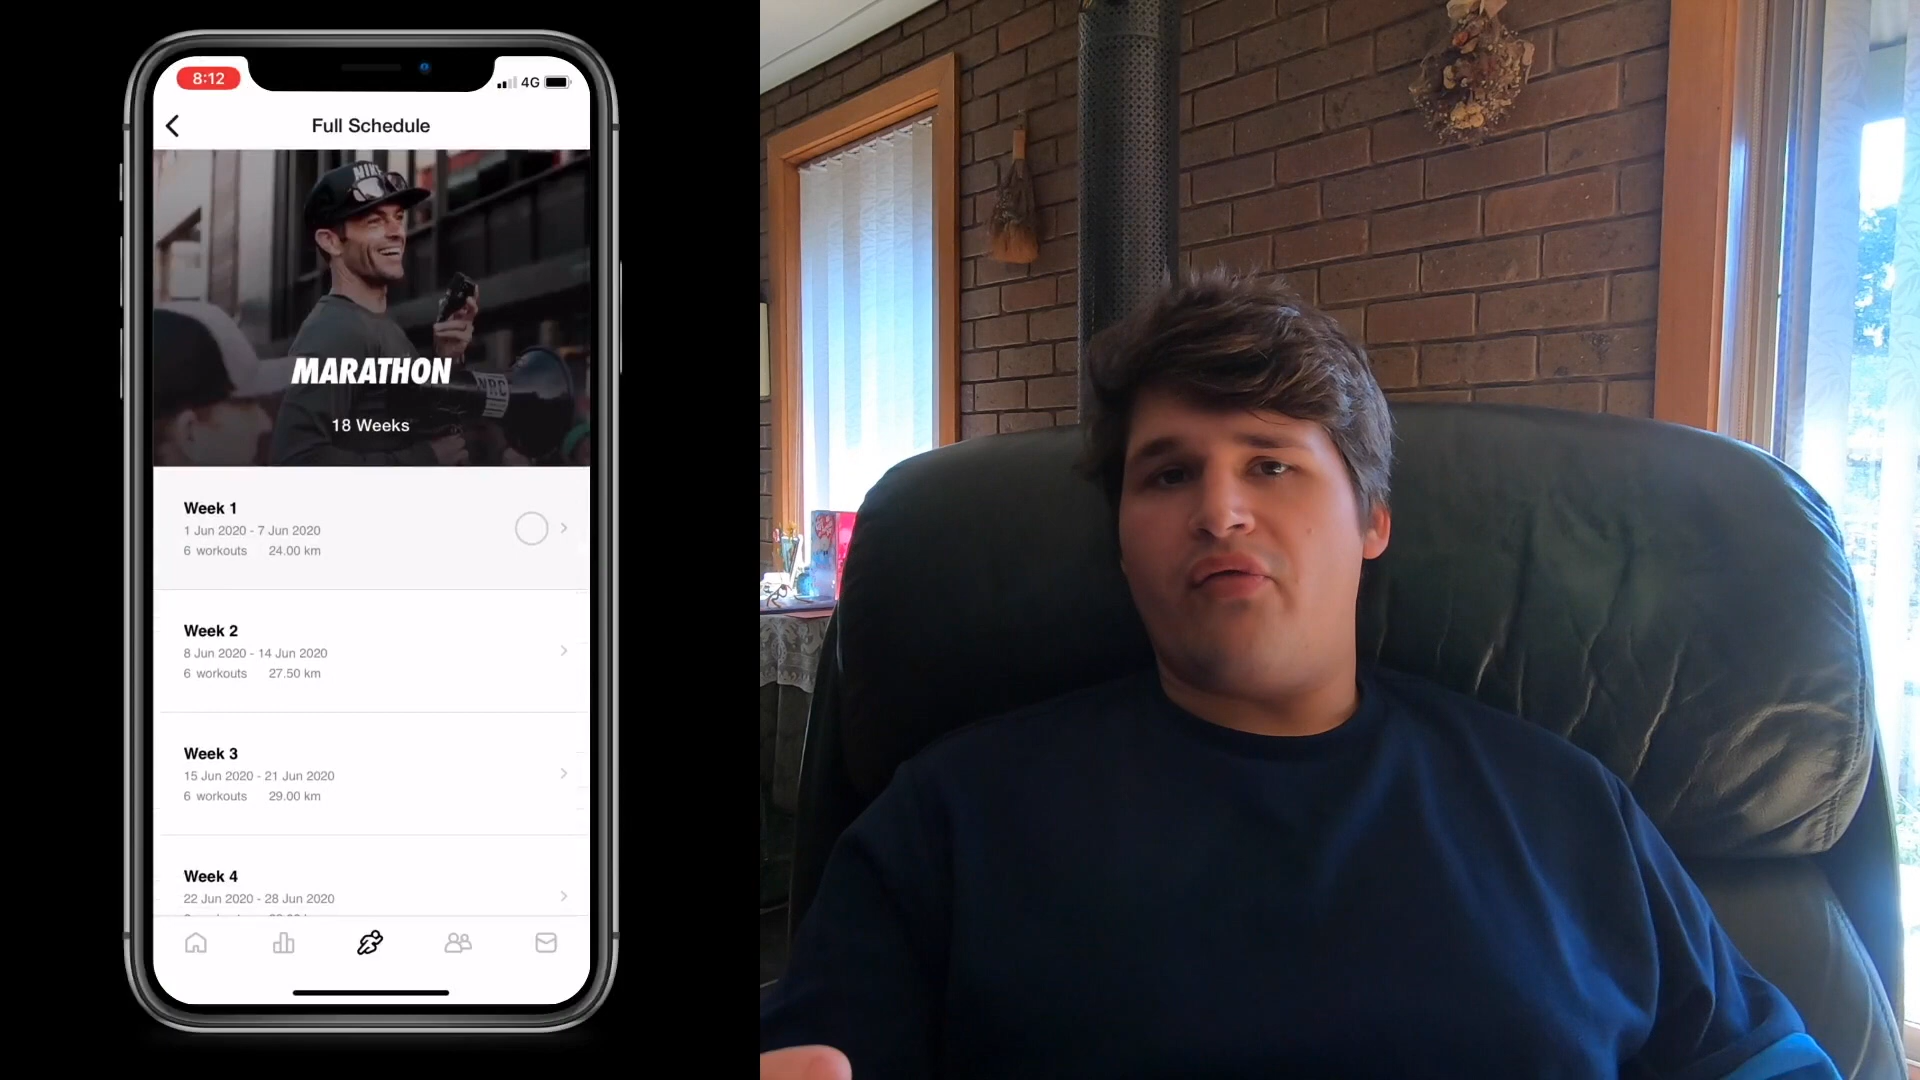 8:12
4G
Full Schedule
NIKE
MARATHON
NRC
18 Weeks
Week 1
1 Jun 2020 - 7 Jun 2020
6 workouts 24.00 km
Week 2
8 Jun 2020 - 14 Jun 2020
6 workouts 27.50 km
Week 3
15 Jun 2020 - 21 Jun 2020
6 workouts 29.00 km
Week 4
22 Jun 2020 - 28 Jun 2020